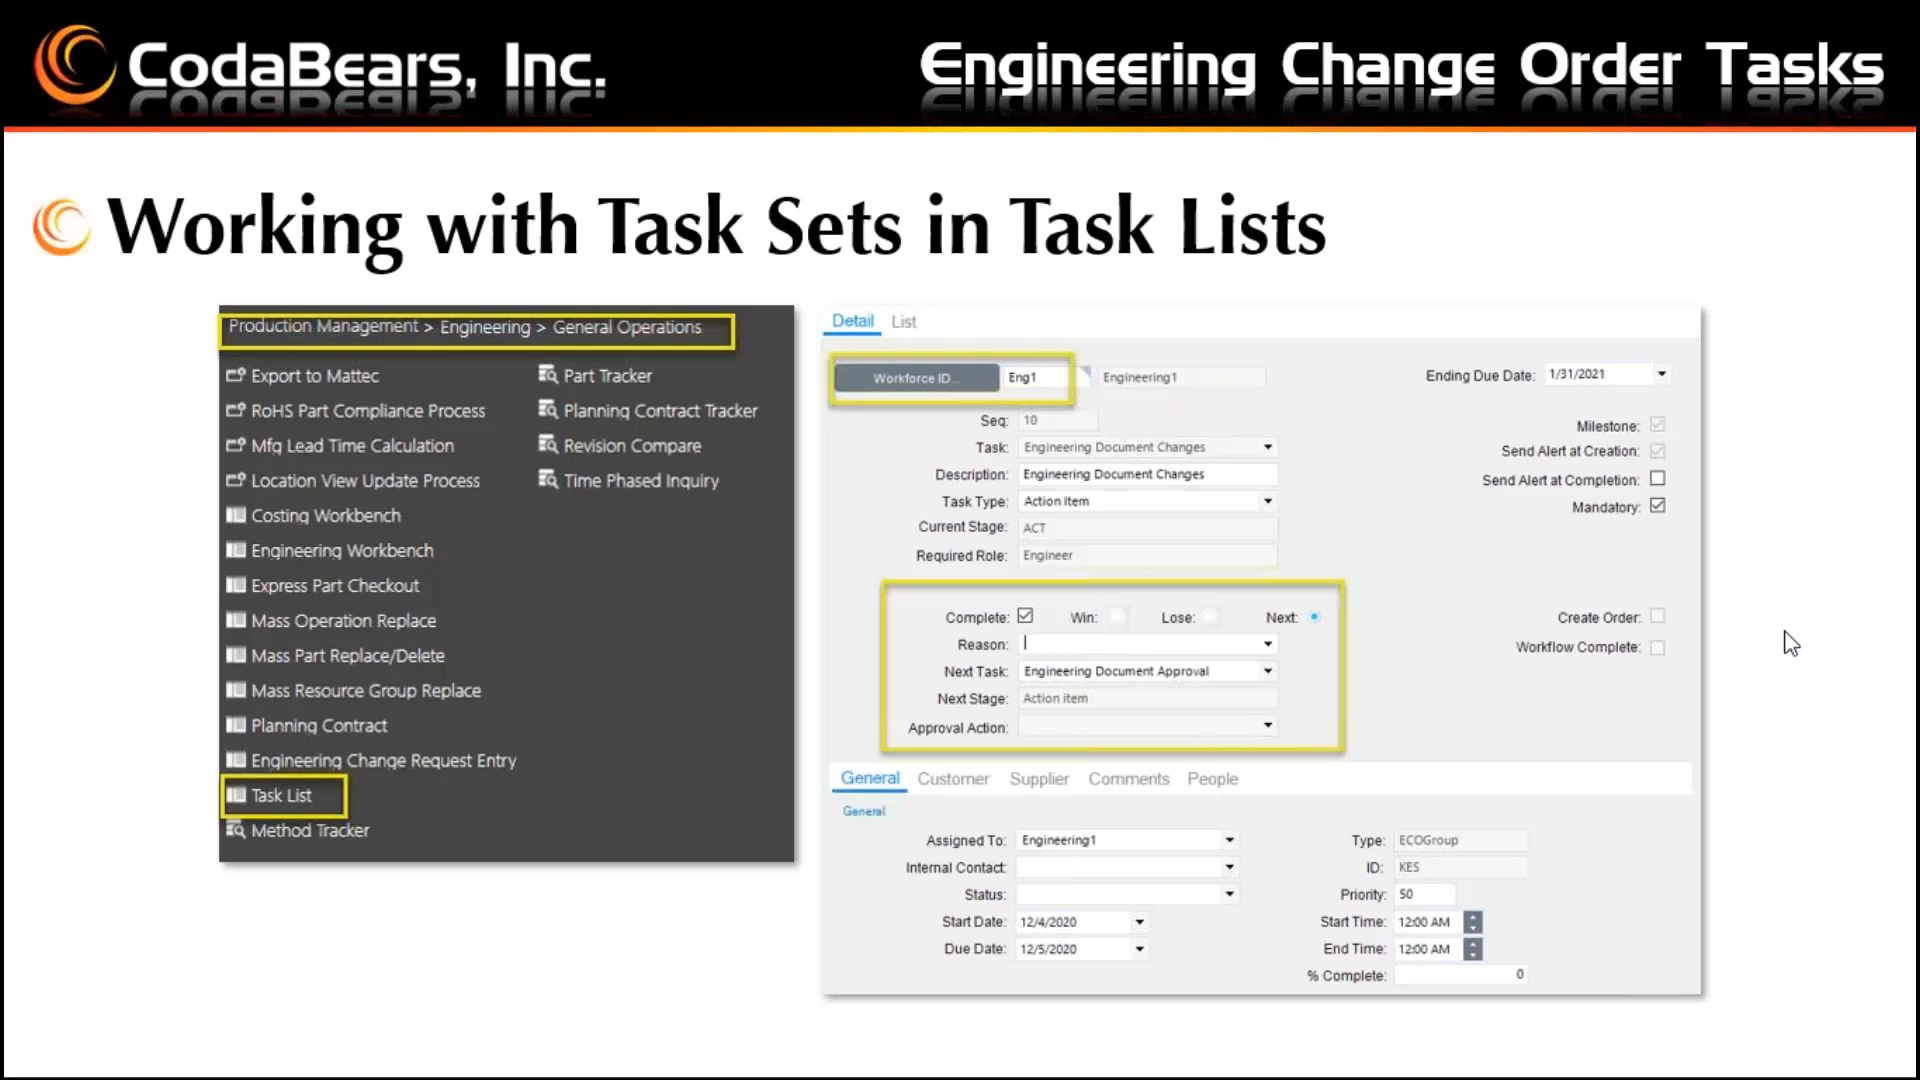 CodaBears, Inc.
Engineering Change Order Tasks
Working with Task Sets in Task Lists
Production Management > Engineering > General Operations
Export to Mattec
RoHS Part Compliance Process
Mfg Lead Time Calculation
Location View Update Process
Costing Workbench
Engineering Workbench
Express Part Checkout
Mass Operation Replace
Mass Part Replace/Delete
Mass Resource Group Replace
Planning Contract
Engineering Change Request Entry
Task List
Method Tracker
Part Tracker
Planning Contract Tracker
Revision Compare
Time Phased Inquiry
Detail List
Workforce ID... Eng1 Engineering1
Ending Due Date: 1/31/2021
Seq: 10
Task: Engineering Document Changes
Description: Engineering Document Changes
Task Type: Action Item
Current Stage: ACT
Required Role: Engineer
Milestone:
Send Alert at Creation:
Send Alert at Completion:
Mandatory:
Complete: Win: Lose: Next:
Reason:
Next Task: Engineering Document Approval
Next Stage: Action item
Approval Action:
Create Order:
Workflow Complete:
General Customer Supplier Comments People
General
Assigned To: Engineering1
Internal Contact:
Status:
Start Date: 12/4/2020
Due Date: 12/5/2020
Type: ECOGroup
ID: KES
Priority: 50
Start Time: 12:00 AM
End Time: 12:00 AM
% Complete: 0